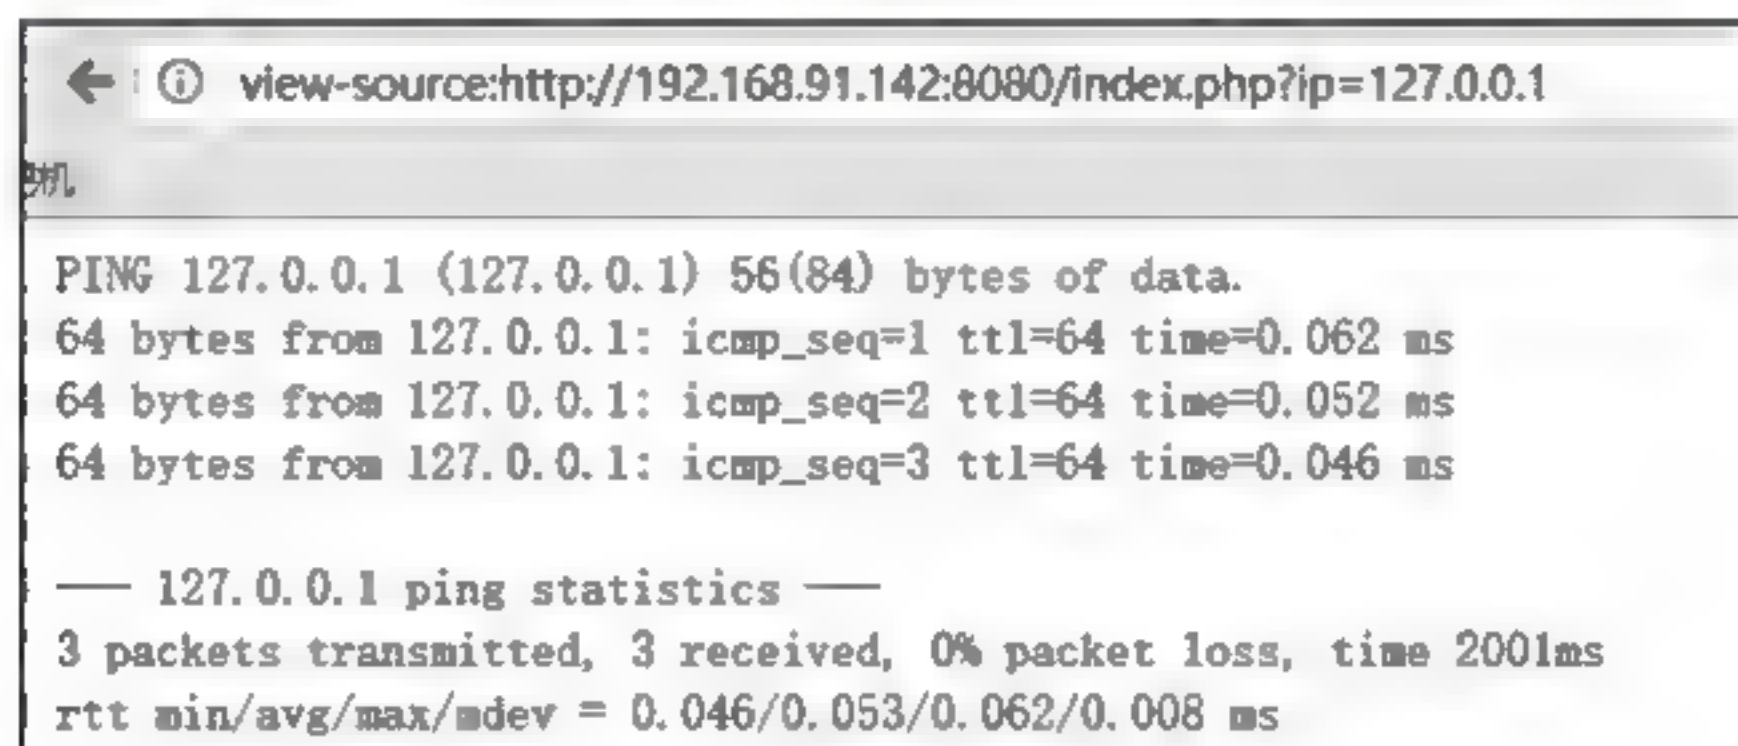 view-source:http://192.168.91.142:8080/index.php?ip=127.0.0.1
机
PING 127.0.0.1 (127.0.0.1) 56(84) bytes of data.
64 bytes from 127.0.0.1: icmp_seq=1 ttl=64 time=0.062 ms
64 bytes from 127.0.0.1: icmp_seq=2 ttl=64 time=0.052 ms
64 bytes from 127.0.0.1: icmp_seq=3 ttl=64 time=0.046 ms
--- 127.0.0.1 ping statistics ---
3 packets transmitted, 3 received, 0% packet loss, time 2001ms
rtt min/avg/max/mdev = 0.046/0.053/0.062/0.008 ms